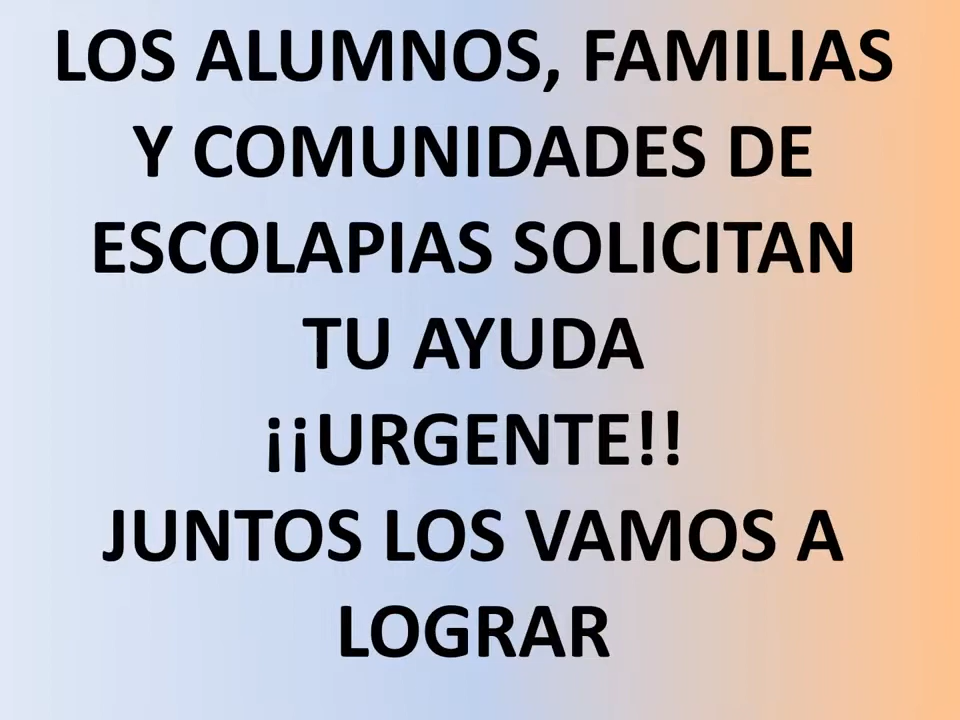 LOS ALUMNOS, FAMILIAS
Y COMUNIDADES DE
ESCOLAPIAS SOLICITAN
TU AYUDA
¡¡URGENTE!!
JUNTOS LOS VAMOS A
LOGRAR